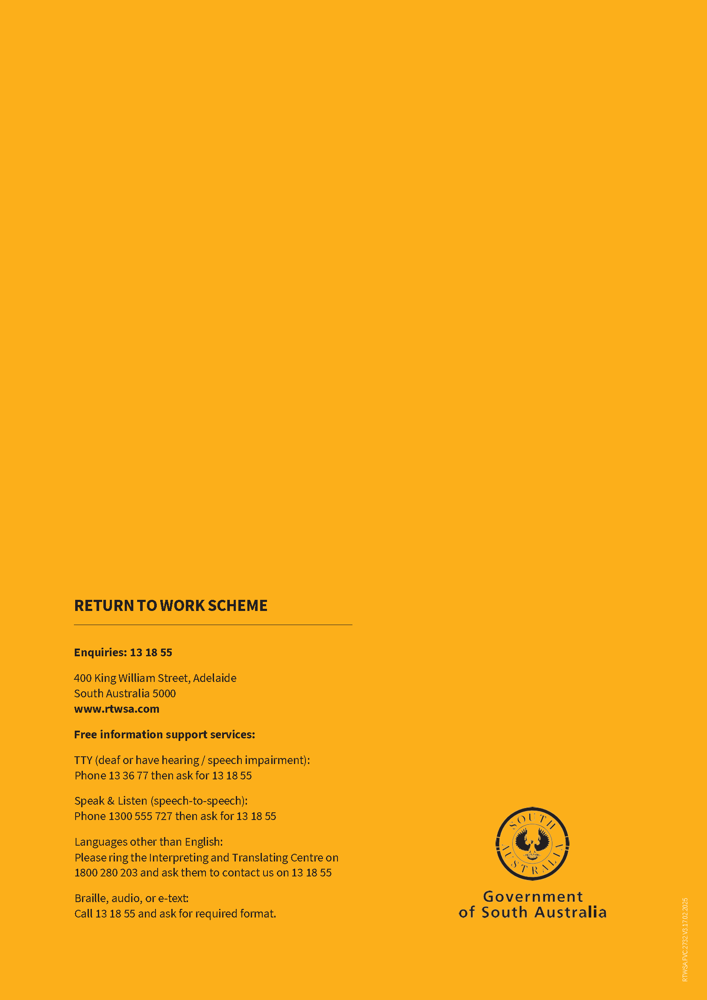 RETURN TO WORK SCHEME
Enquiries: 13 18 55
400 King William Street, Adelaide
South Australia 5000
www.rtwsa.com
Free information support services:
TTY (deaf or have hearing / speech impairment):
Phone 13 36 77 then ask for 13 18 55
Speak & Listen (speech-to-speech):
Phone 1300 555 727 then ask for 13 18 55
Languages other than English:
Please ring the Interpreting and Translating Centre on
1800 280 203 and ask them to contact us on 13 18 55
Braille, audio, or e-text:
Call 13 18 55 and ask for required format.
SOUTH
AUSTRALIA
Government
of South Australia
RTWSA.FVC.2732.V3.17.02.2025